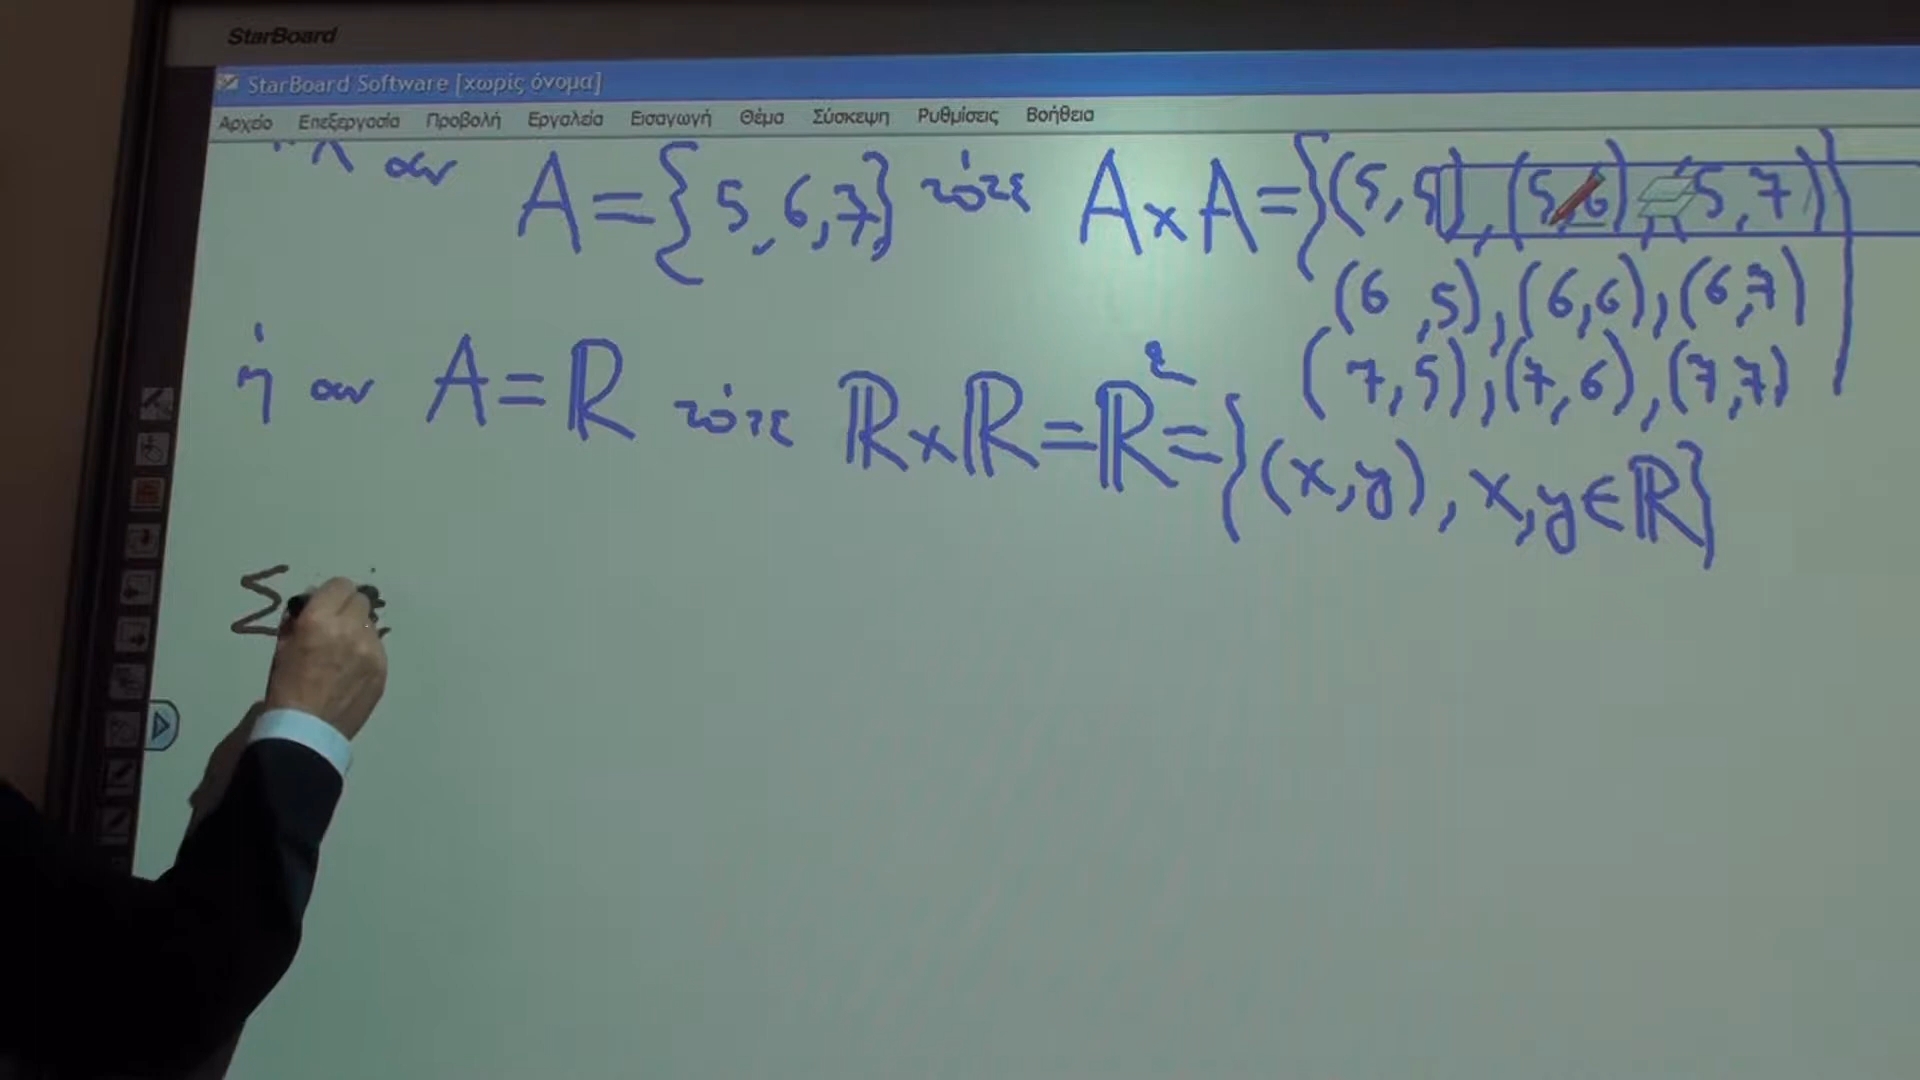 StarBoard
StarBoard Software [χωρίς όνομα]
Αρχείο Επεξεργασία Προβολή Εργαλεία Εισαγωγή Θέμα Σύσκεψη Ρυθμίσεις Βοήθεια
αν A={5,6,7} τότε A×A={(5,5),(5,6),(5,7)
(6,5),(6,6),(6,7)
(7,5),(7,6),(7,7)}
ή αν A=ℝ τότε ℝ×ℝ=ℝ²={(x,y), x,y∈ℝ}